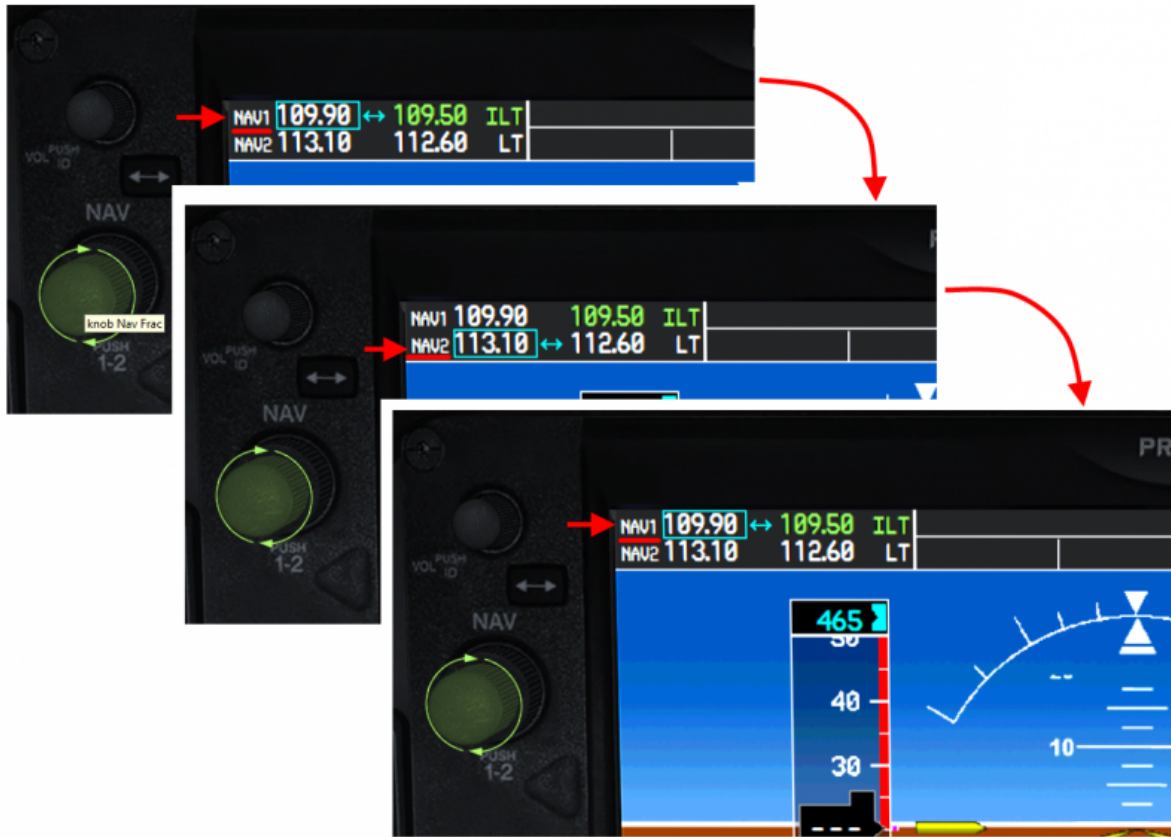 NAV1 109.90 ↔ 109.50 ILT
NAV2 113.10 112.60 LT
VOL PUSH ID
NAV
knob Nav Frac
PUSH
1-2
NAV1 109.90 109.50 ILT
NAV2 113.10 ↔ 112.60 LT
VOL PUSH ID
NAV
PUSH
1-2
PR
NAV1 109.90 ↔ 109.50 ILT
NAV2 113.10 112.60 LT
VOL PUSH ID
NAV
PUSH
1-2
465
50
40
30
10
---